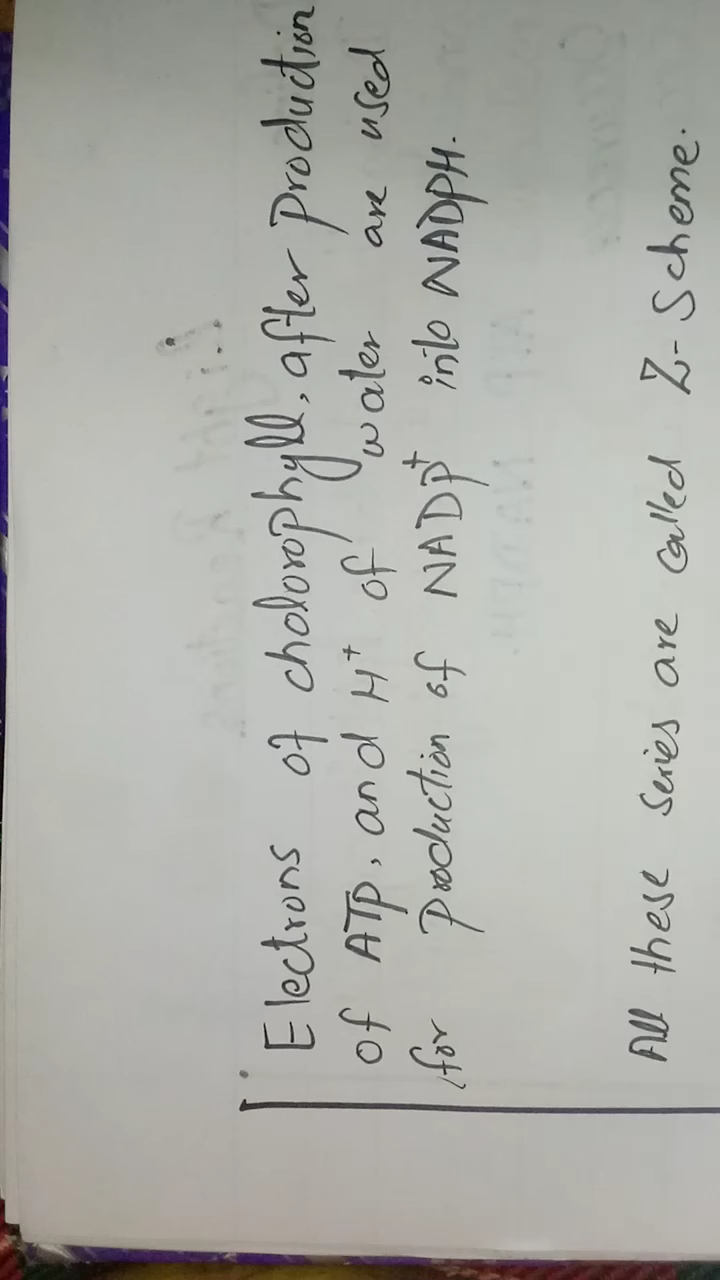 Electrons of cholorophyll, after production
of ATP, and H+ of water are used
for production of NADP+ into NADPH.
All these series are called Z-Scheme.